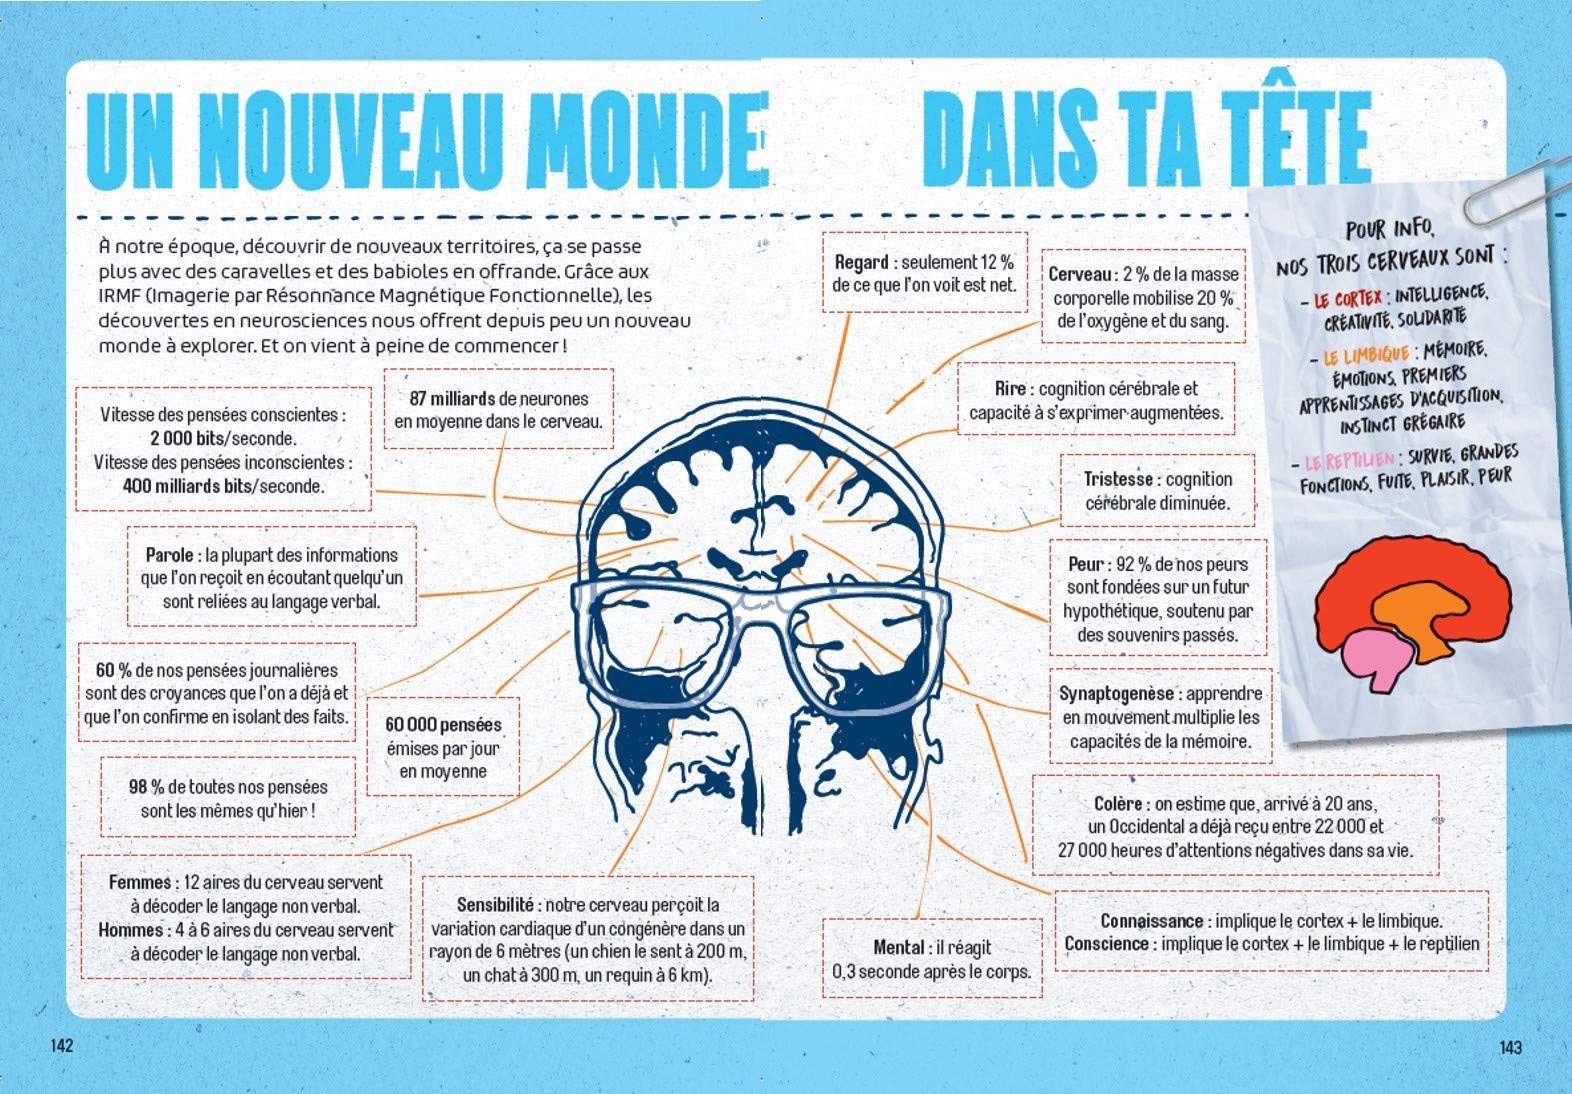 UN NOUVEAU MONDE DANS TA TÊTE
À notre époque, découvrir de nouveaux territoires, ça se passe
plus avec des caravelles et des babioles en offrande. Grâce aux
IRMF (Imagerie par Résonnance Magnétique Fonctionnelle), les
découvertes en neurosciences nous offrent depuis peu un nouveau
monde à explorer. Et on vient à peine de commencer !
Vitesse des pensées conscientes :
2 000 bits/seconde.
Vitesse des pensées inconscientes :
400 milliards bits/seconde.
87 milliards de neurones
en moyenne dans le cerveau.
Parole : la plupart des informations
que l'on reçoit en écoutant quelqu'un
sont reliées au langage verbal.
60 % de nos pensées journalières
sont des croyances que l'on a déjà et
que l'on confirme en isolant des faits.
60 000 pensées
émises par jour
en moyenne
98 % de toutes nos pensées
sont les mêmes qu'hier !
Femmes : 12 aires du cerveau servent
à décoder le langage non verbal.
Hommes : 4 à 6 aires du cerveau servent
à décoder le langage non verbal.
Sensibilité : notre cerveau perçoit la
variation cardiaque d'un congénère dans un
rayon de 6 mètres (un chien le sent à 200 m,
un chat à 300 m, un requin à 6 km).
142
Regard : seulement 12 %
de ce que l'on voit est net.
Cerveau : 2 % de la masse
corporelle mobilise 20 %
de l'oxygène et du sang.
Rire : cognition cérébrale et
capacité à s'exprimer augmentées.
Tristesse : cognition
cérébrale diminuée.
Peur : 92 % de nos peurs
sont fondées sur un futur
hypothétique, soutenu par
des souvenirs passés.
Synaptogenèse : apprendre
en mouvement multiplie les
capacités de la mémoire.
Colère : on estime que, arrivé à 20 ans,
un Occidental a déjà reçu entre 22 000 et
27 000 heures d'attentions négatives dans sa vie.
Connaissance : implique le cortex + le limbique.
Conscience : implique le cortex + le limbique + le reptilien
Mental : il réagit
0,3 seconde après le corps.
POUR INFO,
NOS TROIS CERVEAUX SONT :
– LE CORTEX : INTELLIGENCE,
CRÉATIVITÉ, SOLIDARITÉ
– LE LIMBIQUE : MÉMOIRE,
ÉMOTIONS, PREMIERS
APPRENTISSAGES D'ACQUISITION,
INSTINCT GRÉGAIRE
– LE REPTILIEN : SURVIE, GRANDES
FONCTIONS, FUITE, PLAISIR, PEUR
143